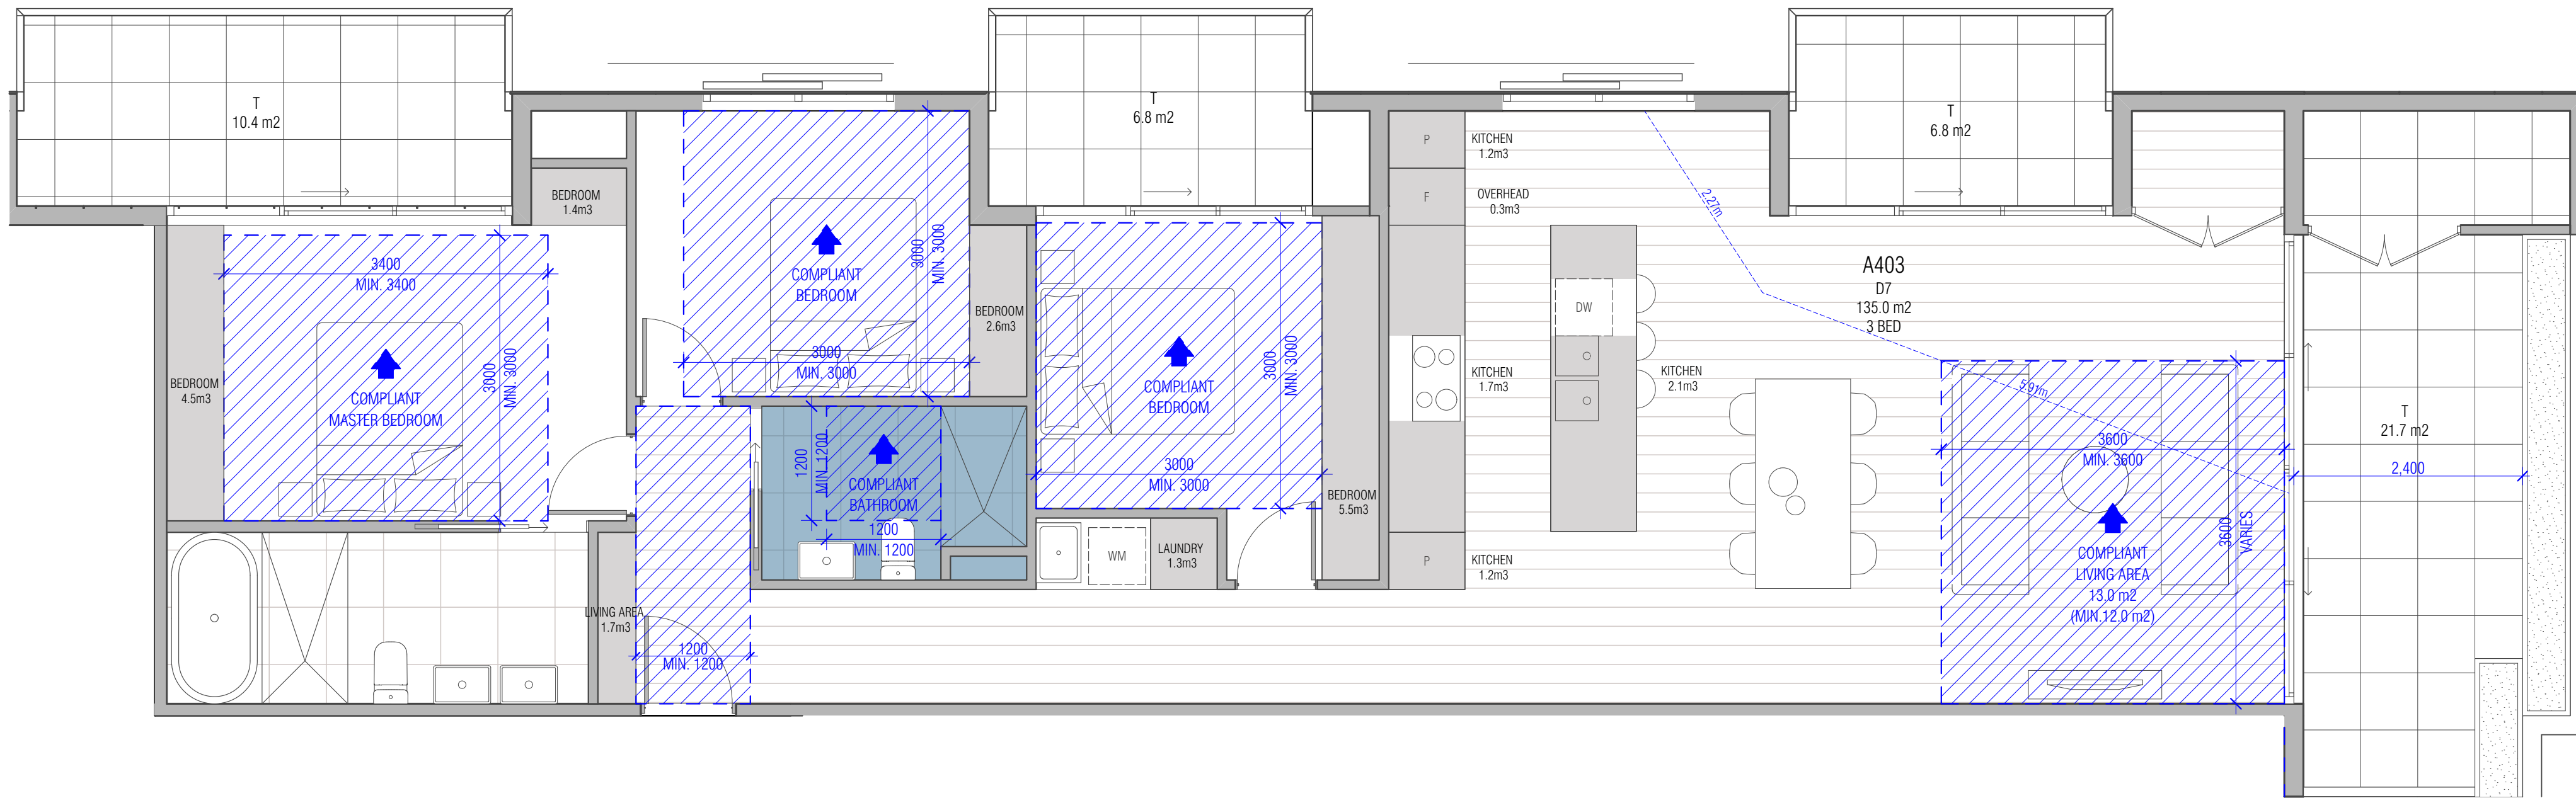 T
10.4 m2
T
6.8 m2
T
6.8 m2
BEDROOM
1.4m3
3400
MIN. 3400
3000
MIN. 3000
COMPLIANT
MASTER BEDROOM
BEDROOM
4.5m3
COMPLIANT
BEDROOM
3000
MIN. 3000
3000
MIN. 3000
BEDROOM
2.6m3
COMPLIANT
BEDROOM
3000
MIN. 3000
3000
MIN. 3000
BEDROOM
5.5m3
1200
MIN. 1200
COMPLIANT
BATHROOM
1200
MIN. 1200
WM
LAUNDRY
1.3m3
LIVING AREA
1.7m3
1200
MIN. 1200
P
KITCHEN
1.2m3
F
OVERHEAD
0.3m3
DW
KITCHEN
1.7m3
KITCHEN
2.1m3
P
KITCHEN
1.2m3
2.27m
A403
D7
135.0 m2
3 BED
5.91m
3600
MIN. 3600
3600
VARIES
COMPLIANT
LIVING AREA
13.0 m2
(MIN.12.0 m2)
T
21.7 m2
2,400